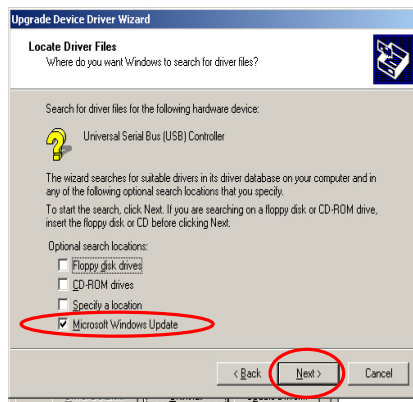 Upgrade Device Driver Wizard
Locate Driver Files
Where do you want Windows to search for driver files?
Search for driver files for the following hardware device:
Universal Serial Bus (USB) Controller
The wizard searches for suitable drivers in its driver database on your computer and in
any of the following optional search locations that you specify.
To start the search, click Next. If you are searching on a floppy disk or CD-ROM drive,
insert the floppy disk or CD before clicking Next.
Optional search locations:
Floppy disk drives
CD-ROM drives
Specify a location
Microsoft Windows Update
< Back
Next >
Cancel